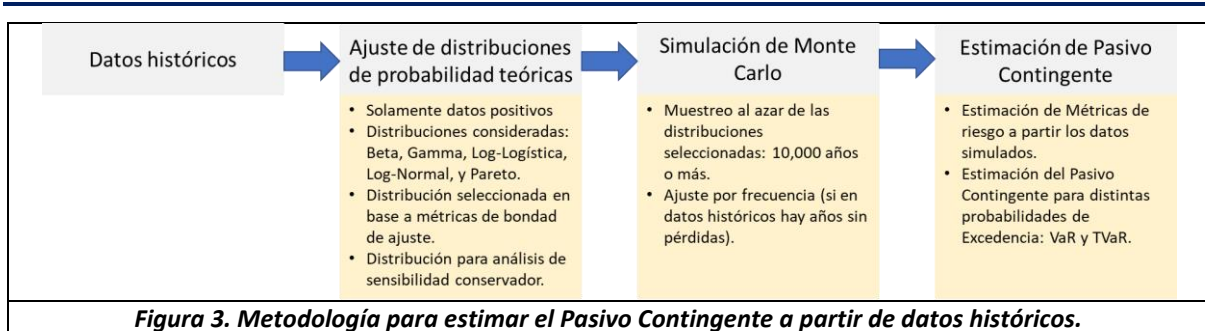 Datos históricos
Ajuste de distribuciones
de probabilidad teóricas
• Solamente datos positivos
• Distribuciones consideradas:
Beta, Gamma, Log-Logística,
Log-Normal, y Pareto.
• Distribución seleccionada en
base a métricas de bondad
de ajuste.
• Distribución para análisis de
sensibilidad conservador.
Simulación de Monte
Carlo
• Muestreo al azar de las
distribuciones
seleccionadas: 10,000 años
o más.
• Ajuste por frecuencia (si en
datos históricos hay años sin
pérdidas).
Estimación de Pasivo
Contingente
• Estimación de Métricas de
riesgo a partir los datos
simulados.
• Estimación del Pasivo
Contingente para distintas
probabilidades de
Excedencia: VaR y TVaR.
Figura 3. Metodología para estimar el Pasivo Contingente a partir de datos históricos.